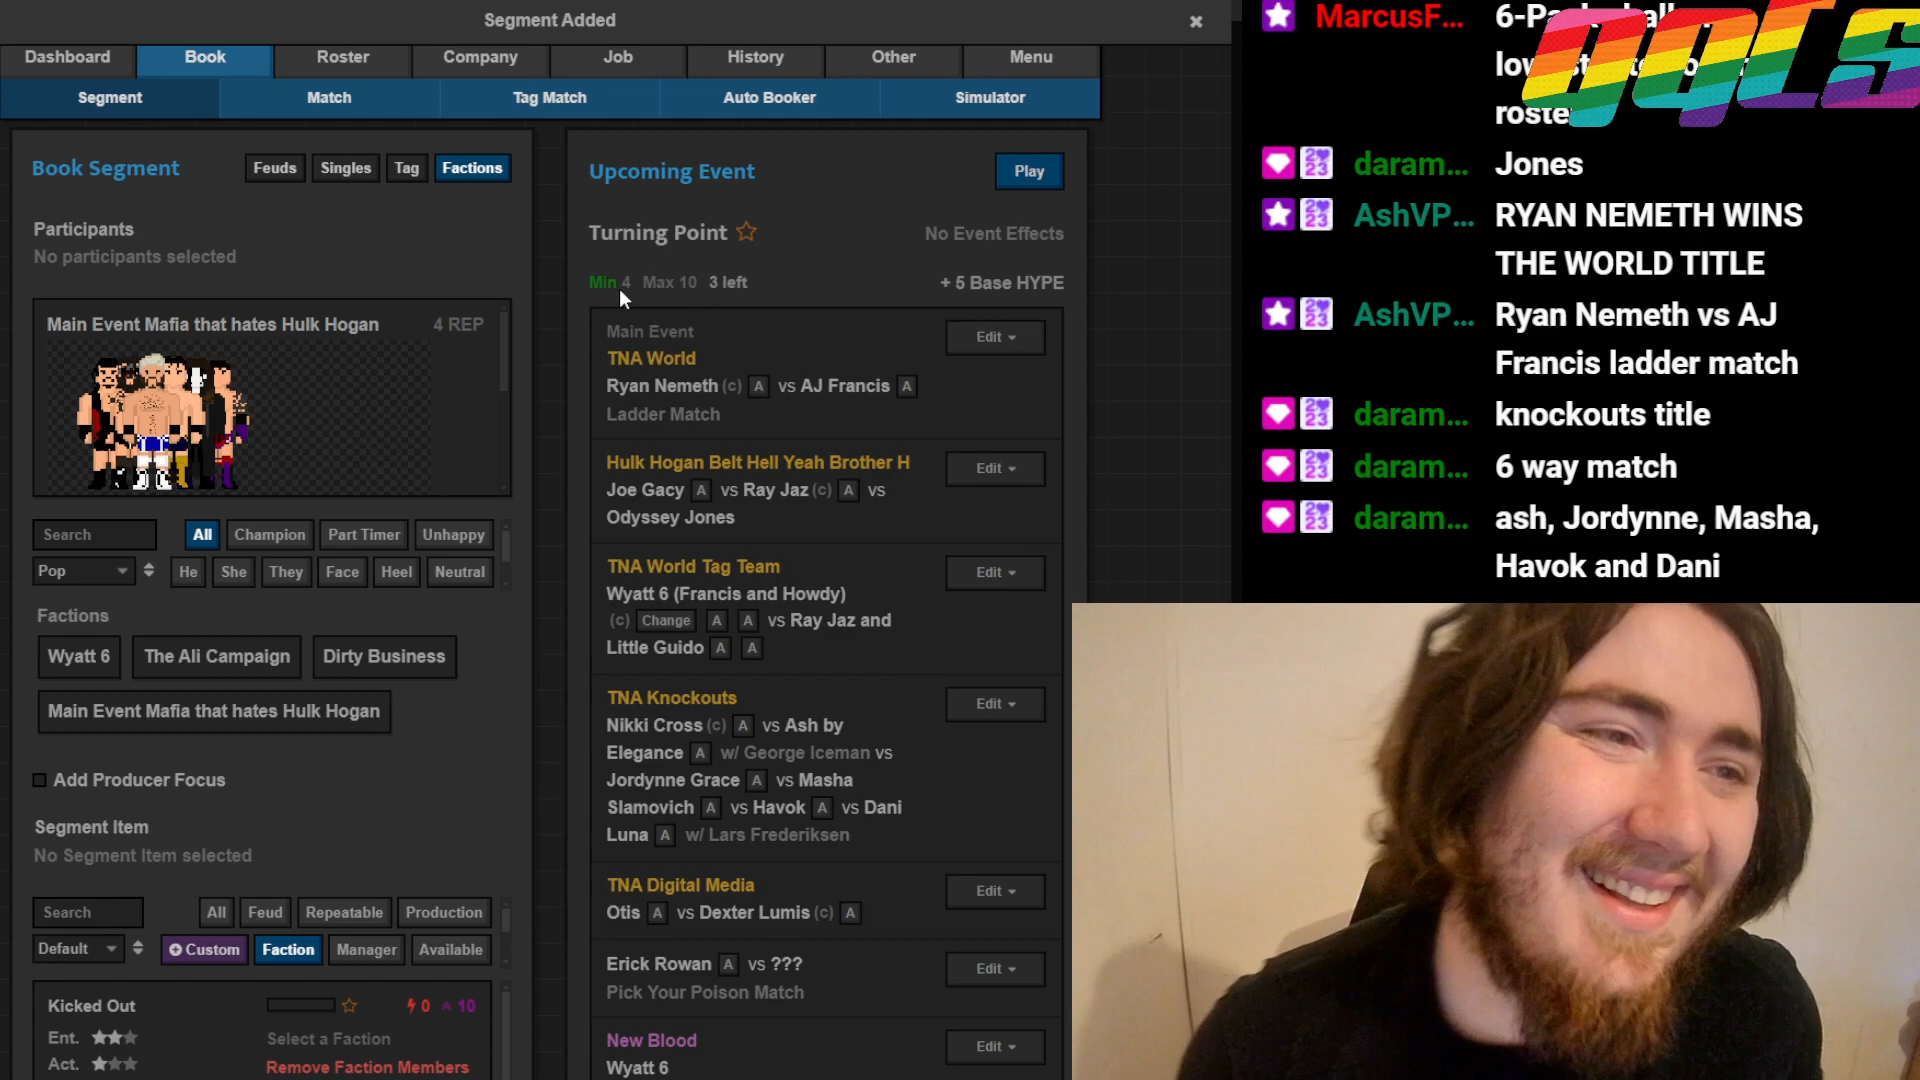 Segment Added
Dashboard Book Roster Company Job History Other Menu
Segment Match Tag Match Auto Booker Simulator
Book Segment Feuds Singles Tag Factions
Participants
No participants selected
Main Event Mafia that hates Hulk Hogan 4 REP
Search All Champion Part Timer Unhappy
Pop He She They Face Heel Neutral
Factions
Wyatt 6 The Ali Campaign Dirty Business
Main Event Mafia that hates Hulk Hogan
Add Producer Focus
Segment Item
No Segment Item selected
Search All Feud Repeatable Production
Default Custom Faction Manager Available
Kicked Out 0 10
Ent. Select a Faction
Act. Remove Faction Members
Upcoming Event Play
Turning Point No Event Effects
Min 4 Max 10 3 left + 5 Base HYPE
Main Event Edit
TNA World
Ryan Nemeth (c) A vs AJ Francis A
Ladder Match
Hulk Hogan Belt Hell Yeah Brother H Edit
Joe Gacy A vs Ray Jaz (c) A vs
Odyssey Jones
TNA World Tag Team Edit
Wyatt 6 (Francis and Howdy)
(c) Change A A vs Ray Jaz and
Little Guido A A
TNA Knockouts Edit
Nikki Cross (c) A vs Ash by
Elegance A w/ George Iceman vs
Jordynne Grace A vs Masha
Slamovich A vs Havok A vs Dani
Luna A w/ Lars Frederiksen
TNA Digital Media Edit
Otis A vs Dexter Lumis (c) A
Erick Rowan A vs ??? Edit
Pick Your Poison Match
New Blood Edit
Wyatt 6
MarcusF...
roste
daram... Jones
AshVP... RYAN NEMETH WINS
THE WORLD TITLE
AshVP... Ryan Nemeth vs AJ
Francis ladder match
daram... knockouts title
daram... 6 way match
daram... ash, Jordynne, Masha,
Havok and Dani